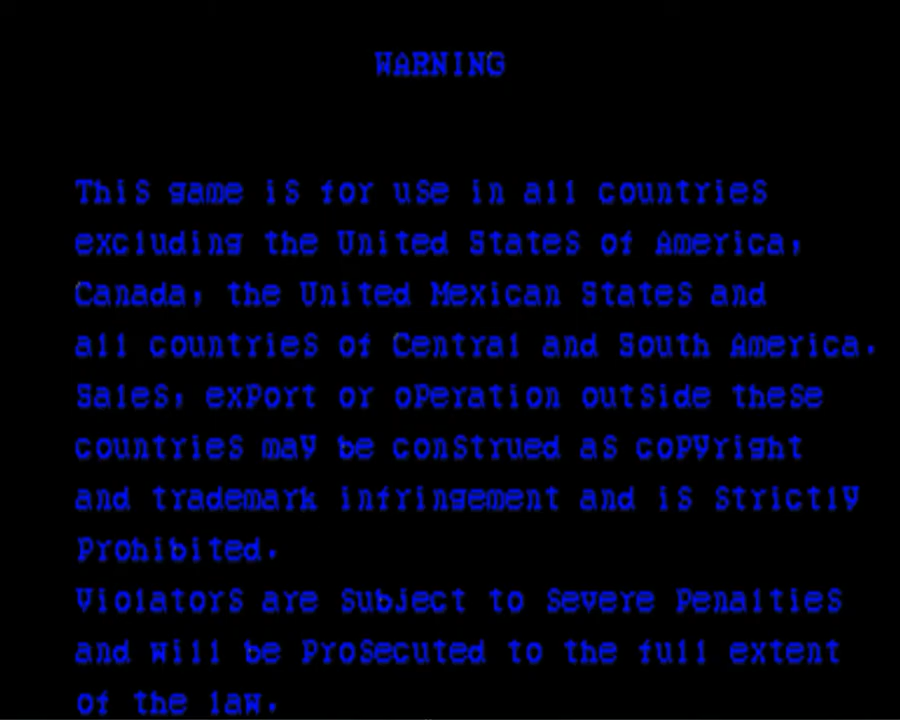 WARNING
This game is for use in all countries
excluding the United States of America,
Canada, the United Mexican States and
all countries of Central and South America.
Sales, export or operation outside these
countries may be construed as copyright
and trademark infringement and is strictly
prohibited.
Violators are subject to severe penalties
and will be prosecuted to the full extent
of the law.